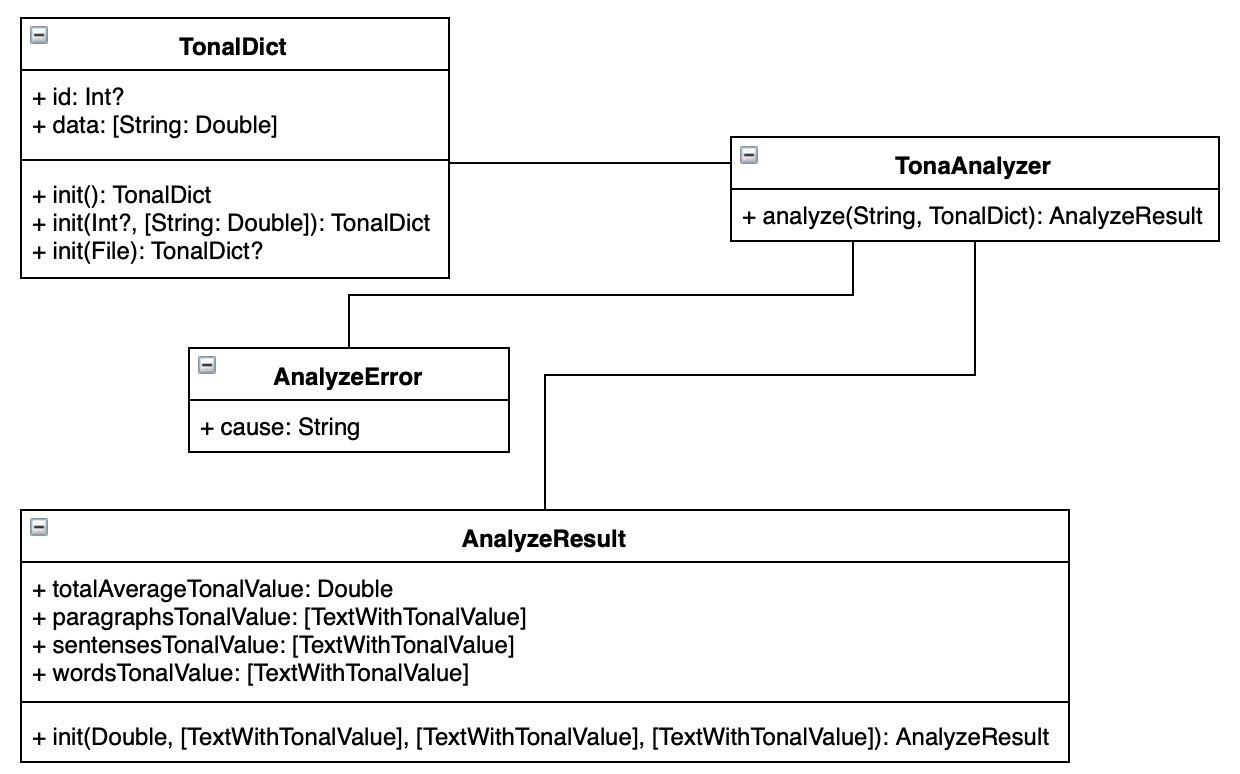 TonalDict
+ id: Int?
+ data: [String: Double]
+ init(): TonalDict
+ init(Int?, [String: Double]): TonalDict
+ init(File): TonalDict?
TonaAnalyzer
+ analyze(String, TonalDict): AnalyzeResult
AnalyzeError
+ cause: String
AnalyzeResult
+ totalAverageTonalValue: Double
+ paragraphsTonalValue: [TextWithTonalValue]
+ sentensesTonalValue: [TextWithTonalValue]
+ wordsTonalValue: [TextWithTonalValue]
+ init(Double, [TextWithTonalValue], [TextWithTonalValue], [TextWithTonalValue]): AnalyzeResult